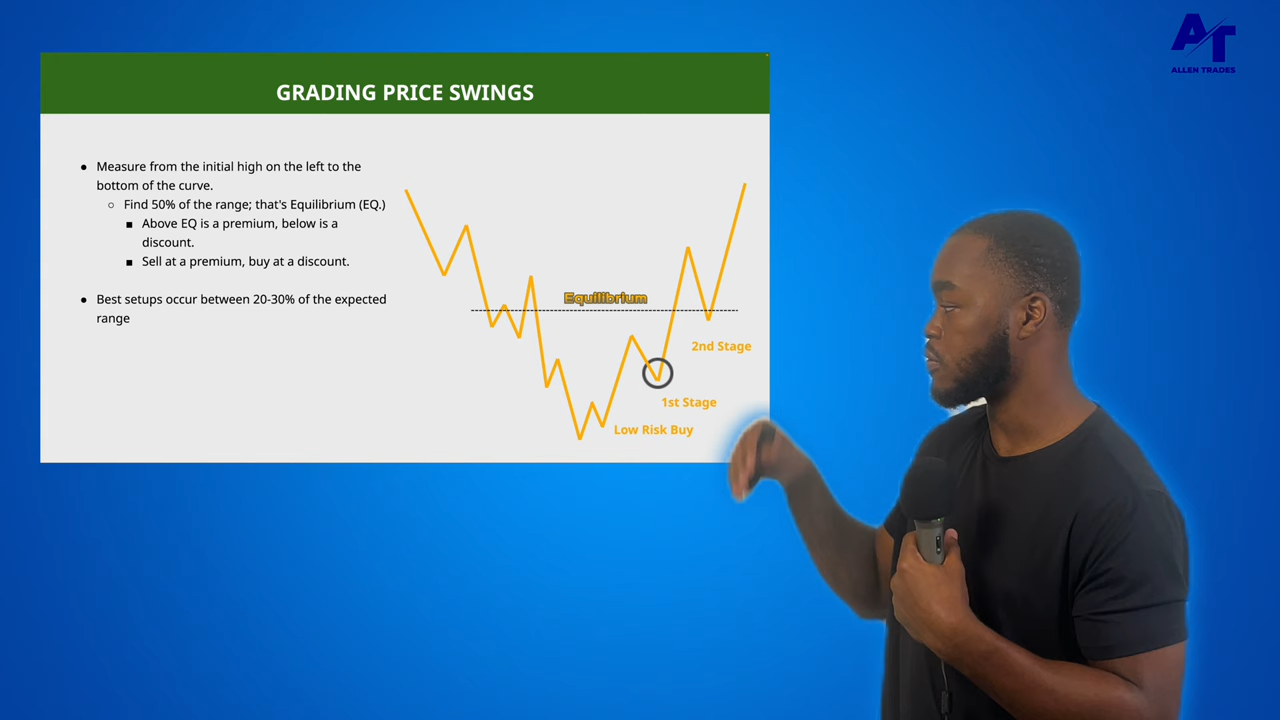 AT
ALLEN TRADES
GRADING PRICE SWINGS
● Measure from the initial high on the left to the
bottom of the curve.
○ Find 50% of the range; that's Equilibrium (EQ.)
■ Above EQ is a premium, below is a
discount.
■ Sell at a premium, buy at a discount.
● Best setups occur between 20-30% of the expected
range
Equilibrium
2nd Stage
1st Stage
Low Risk Buy